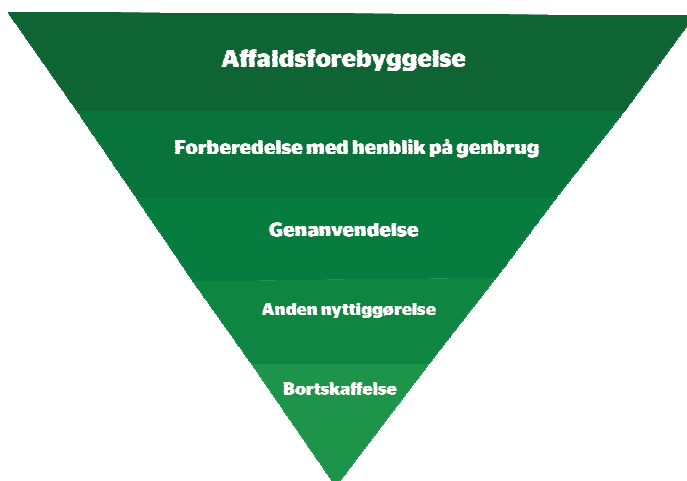 Affaldsforebyggelse
Forberedelse med henblik på genbrug
Genanvendelse
Anden nyttiggørelse
Bortskaffelse